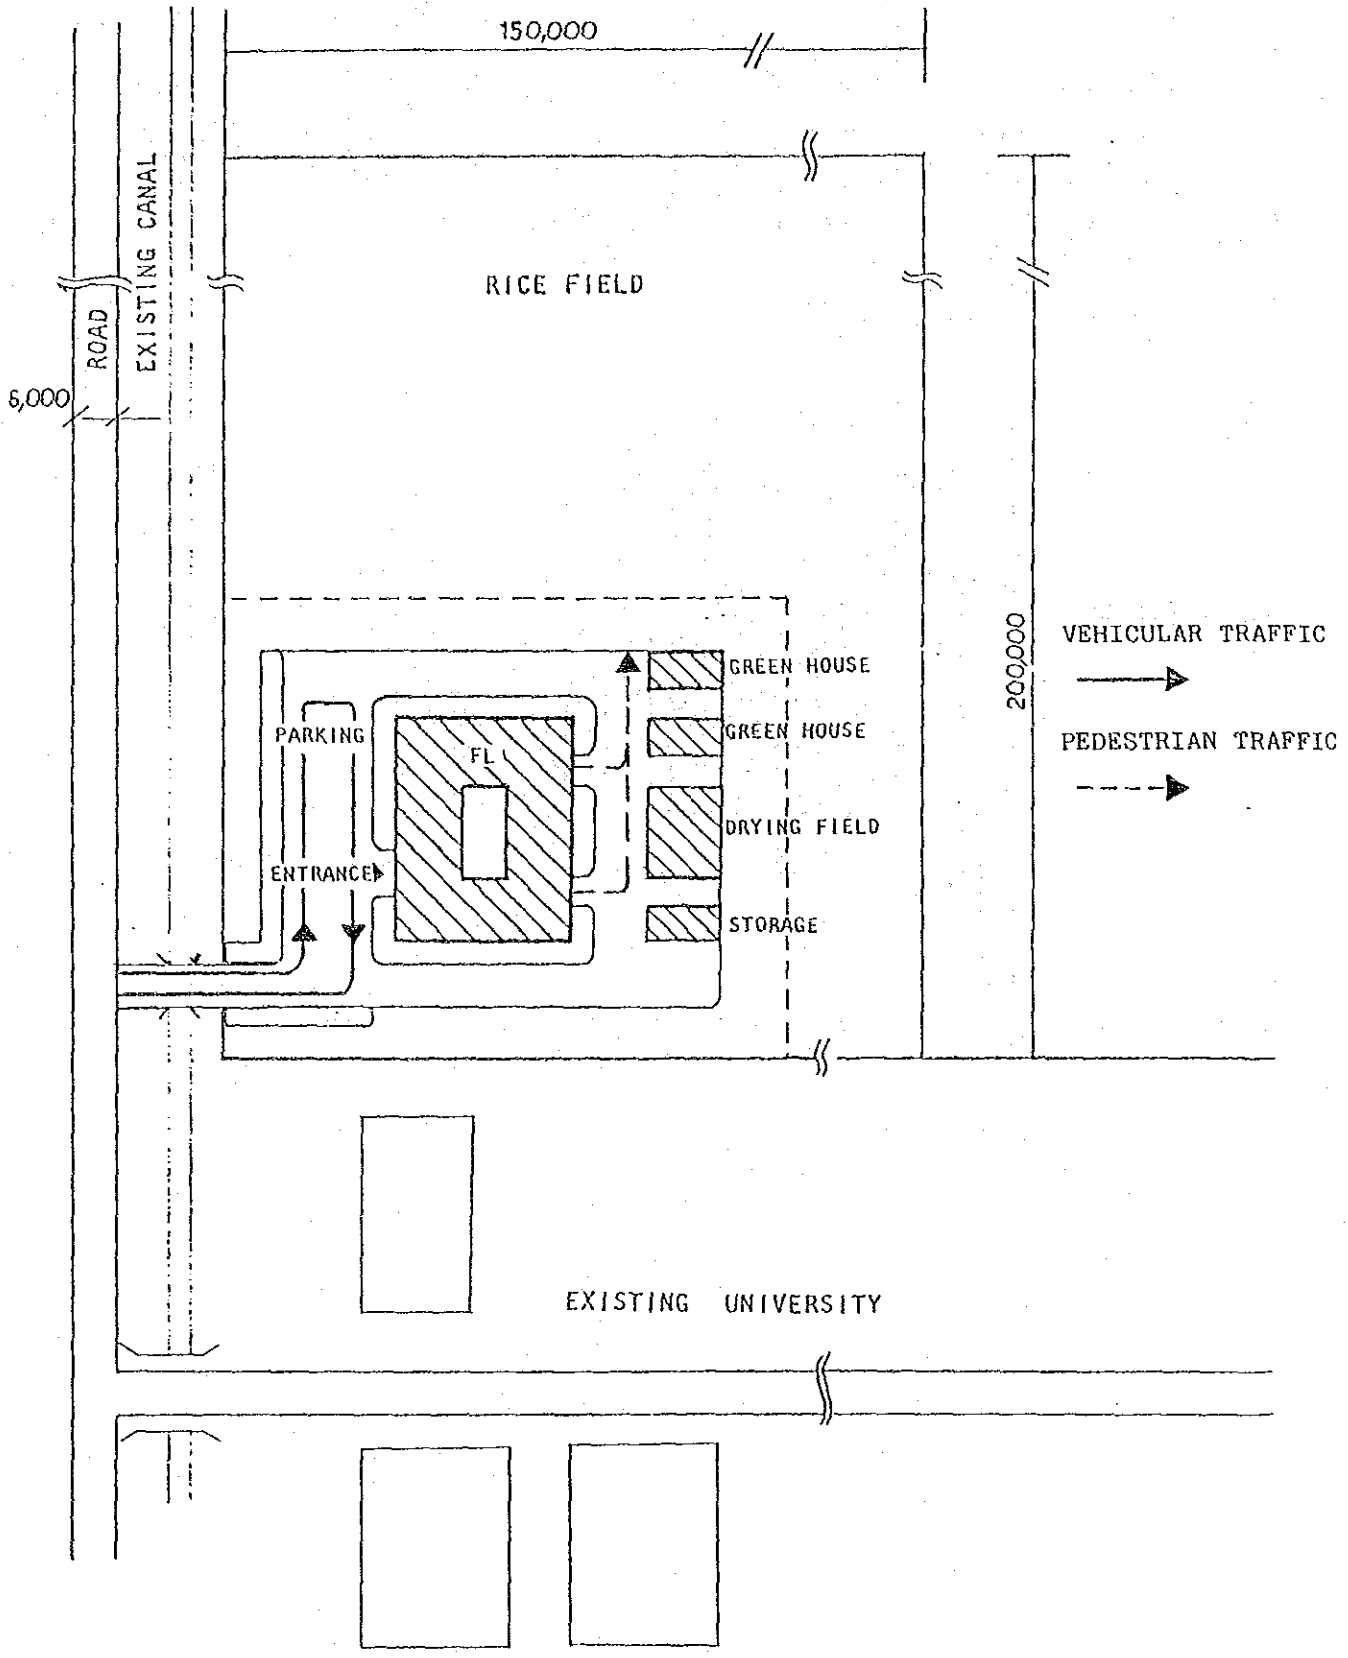 150,000
EXISTING CANAL
ROAD
RICE FIELD
6,000
200,000
VEHICULAR TRAFFIC
PEDESTRIAN TRAFFIC
GREEN HOUSE
PARKING
GREEN HOUSE
FL
DRYING FIELD
ENTRANCE
STORAGE
EXISTING UNIVERSITY